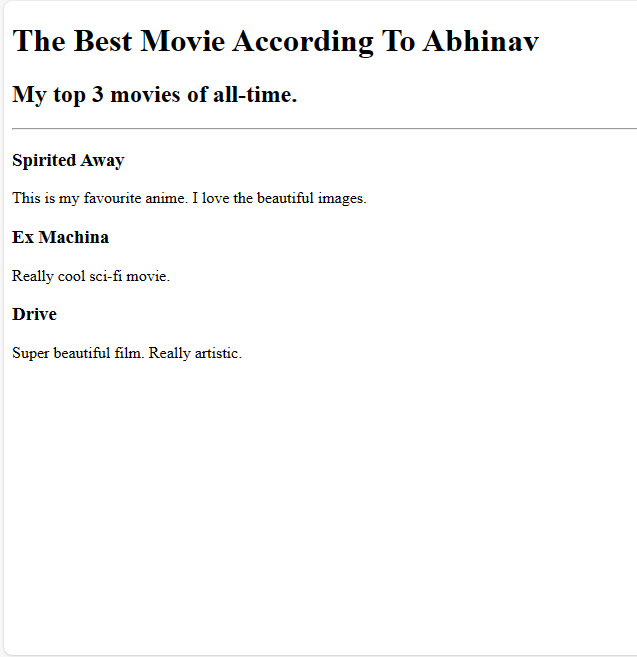 The Best Movie According To Abhinav
My top 3 movies of all-time.
Spirited Away
This is my favourite anime. I love the beautiful images.
Ex Machina
Really cool sci-fi movie.
Drive
Super beautiful film. Really artistic.